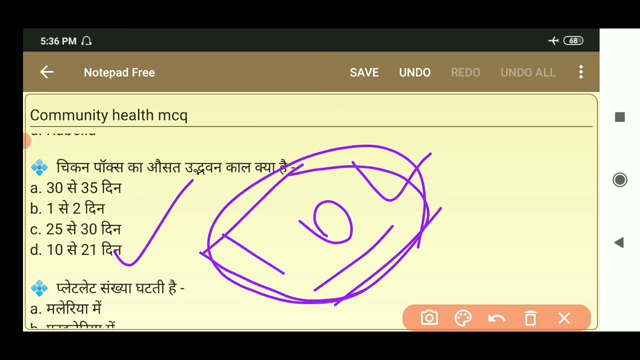 5:36 PM
68
Notepad Free
SAVE
UNDO
REDO
UNDO ALL
Community health mcq
चिकन पॉक्स का औसत उद्भवन काल क्या है -
a. 30 से 35 दिन
b. 1 से 2 दिन
c. 25 से 30 दिन
d. 10 से 21 दिन
प्लेटलेट संख्या घटती है -
a. मलेरिया में